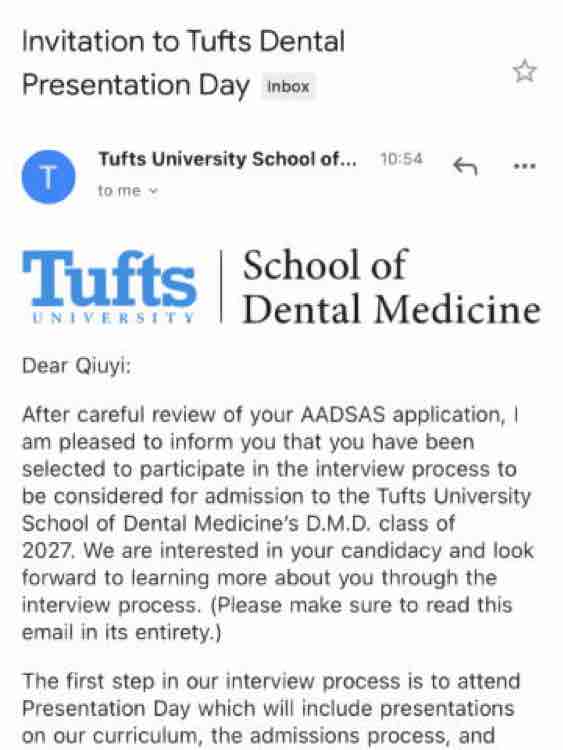 Invitation to Tufts Dental
Presentation Day Inbox
T
Tufts University School of... 10:54
to me
Tufts
UNIVERSITY
School of
Dental Medicine
Dear Qiuyi:
After careful review of your AADSAS application, I
am pleased to inform you that you have been
selected to participate in the interview process to
be considered for admission to the Tufts University
School of Dental Medicine's D.M.D. class of
2027. We are interested in your candidacy and look
forward to learning more about you through the
interview process. (Please make sure to read this
email in its entirety.)
The first step in our interview process is to attend
Presentation Day which will include presentations
on our curriculum, the admissions process, and